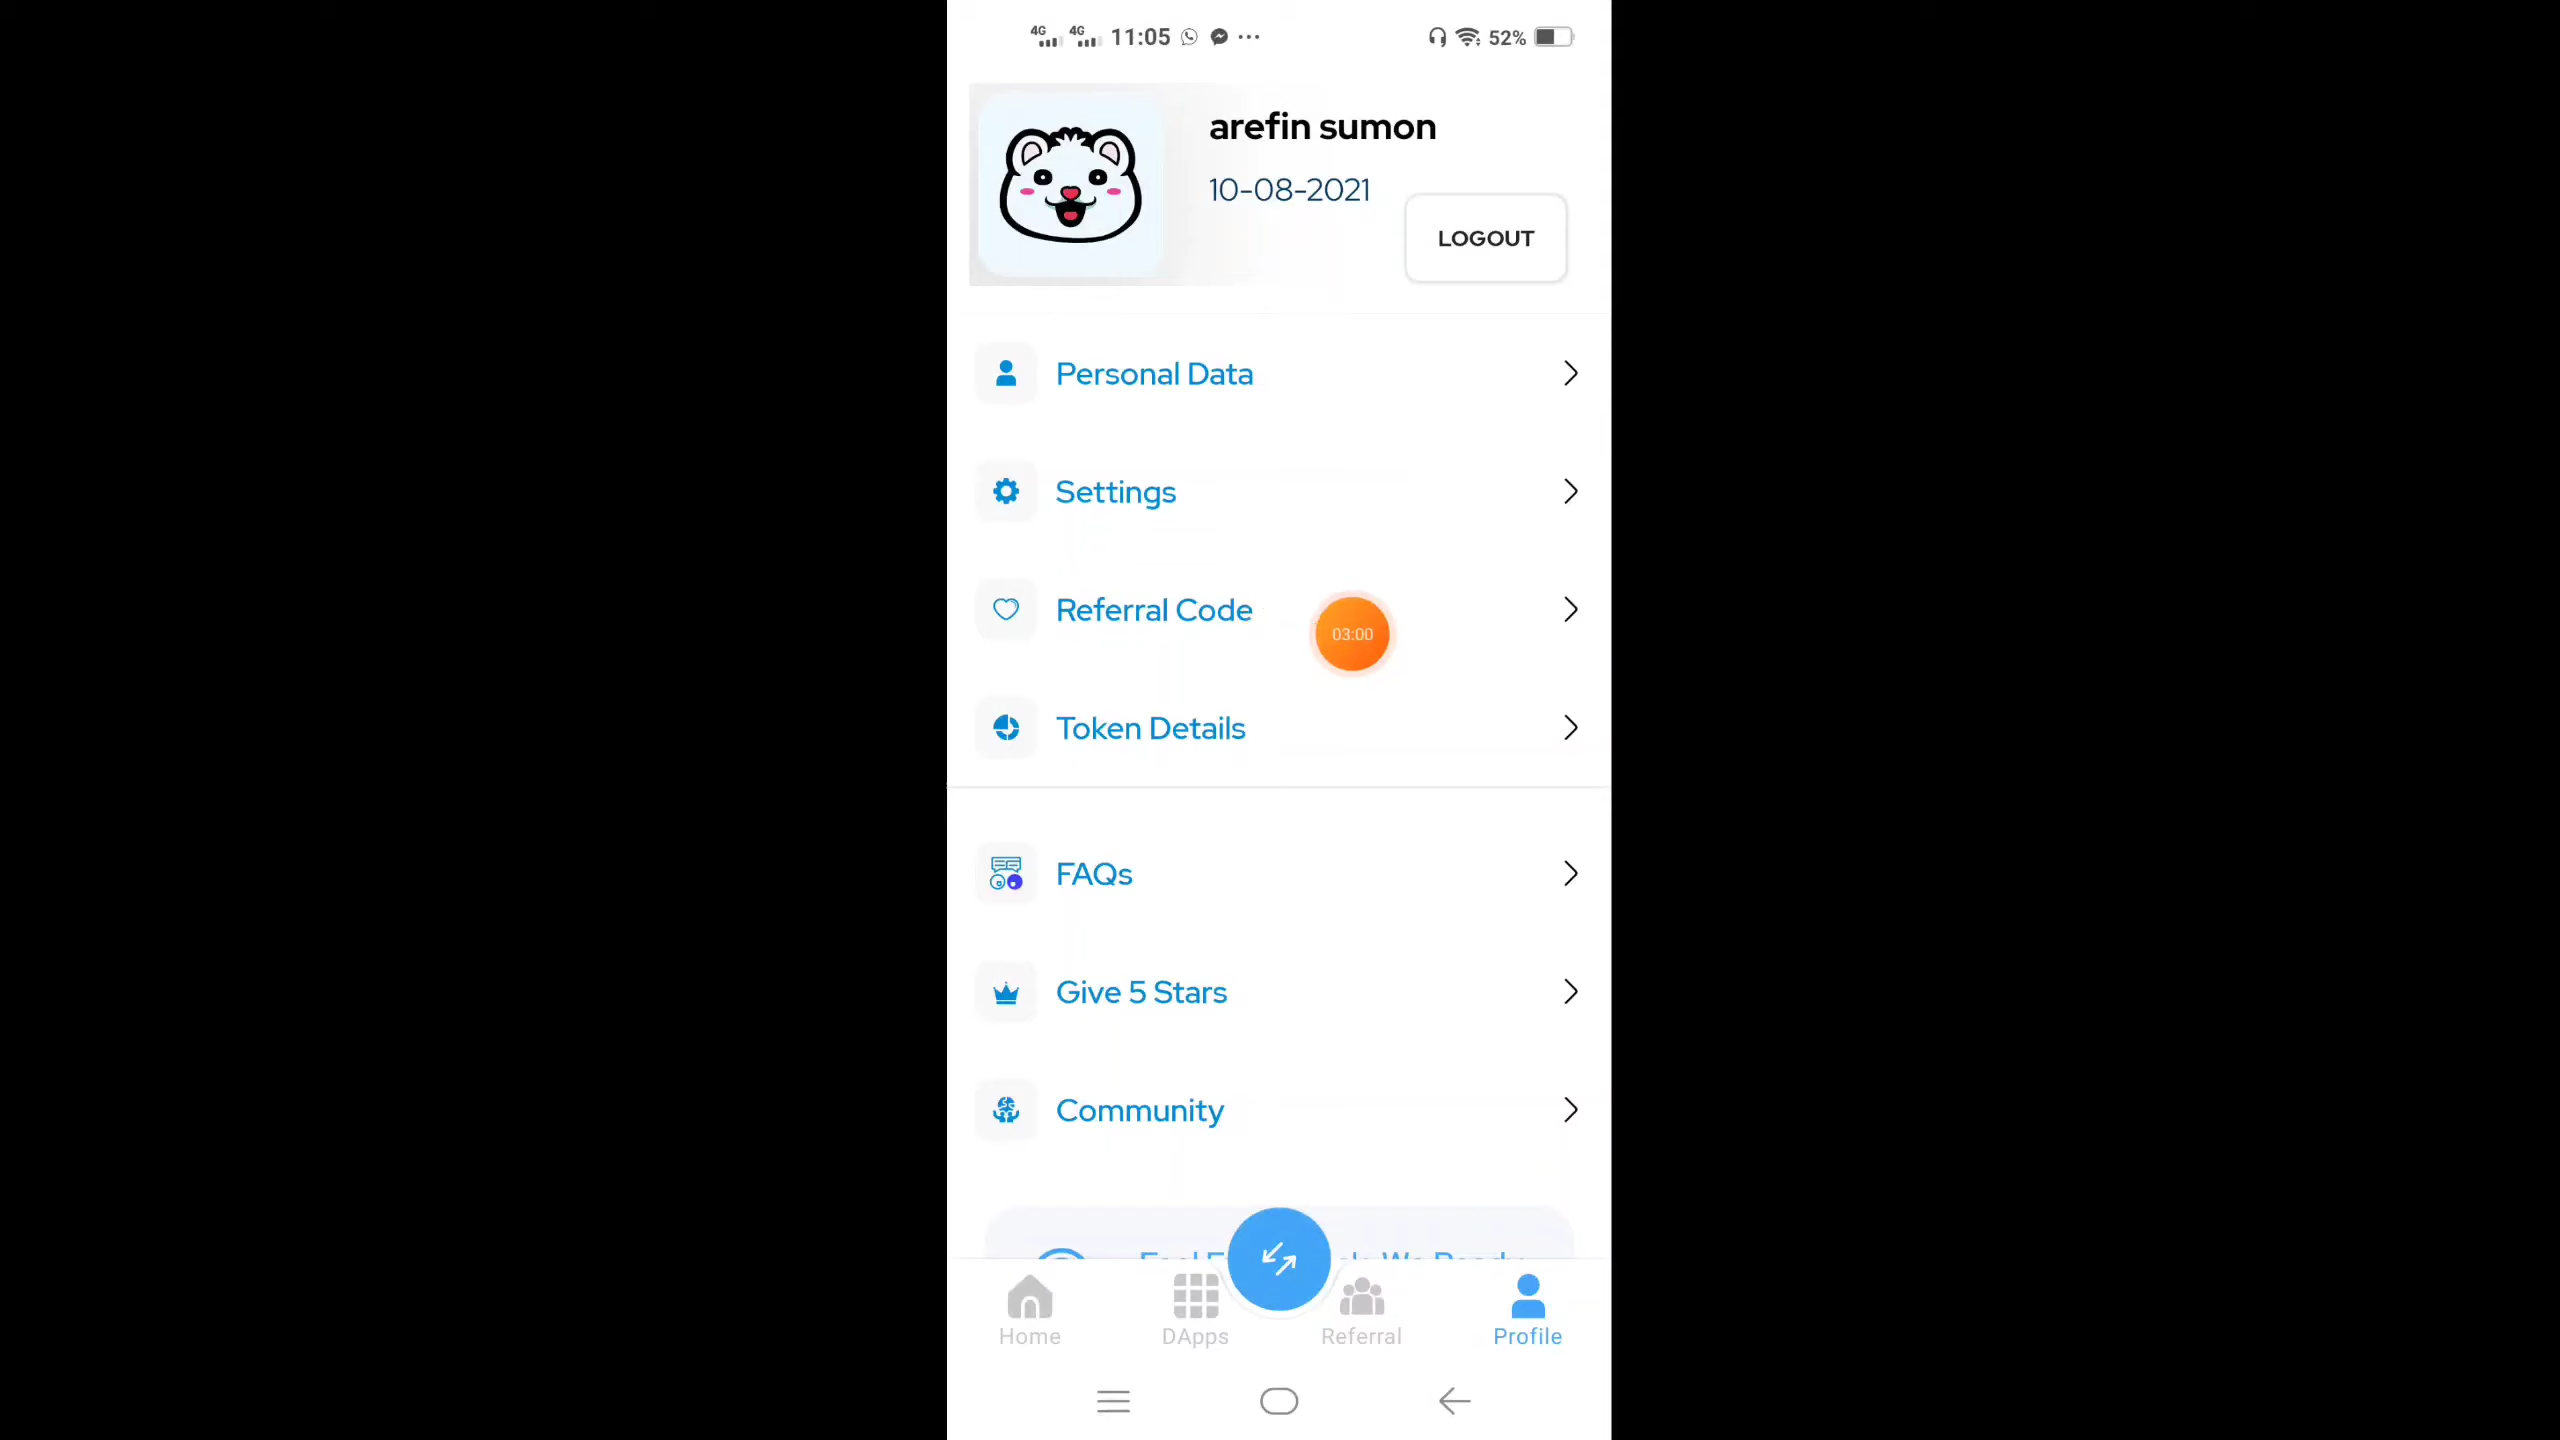 4G 4G 11:05 52%
arefin sumon
10-08-2021
LOGOUT
Personal Data
Settings
Referral Code
03:00
Token Details
FAQs
Give 5 Stars
Community
Home DApps Referral Profile